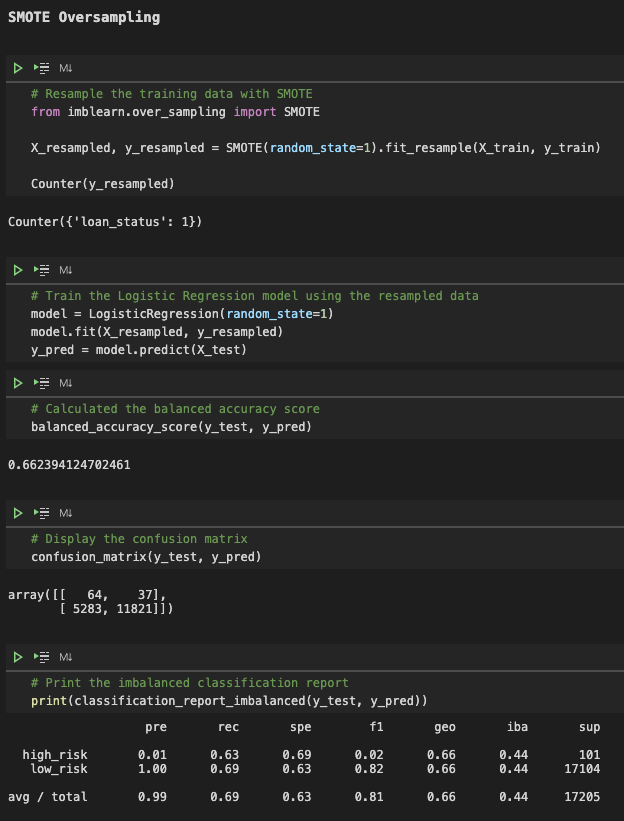 SMOTE Oversampling
M↓
# Resample the training data with SMOTE
from imblearn.over_sampling import SMOTE
X_resampled, y_resampled = SMOTE(random_state=1).fit_resample(X_train, y_train)
Counter(y_resampled)
Counter({'loan_status': 1})
M↓
# Train the Logistic Regression model using the resampled data
model = LogisticRegression(random_state=1)
model.fit(X_resampled, y_resampled)
y_pred = model.predict(X_test)
M↓
# Calculated the balanced accuracy score
balanced_accuracy_score(y_test, y_pred)
0.662394124702461
M↓
# Display the confusion matrix
confusion_matrix(y_test, y_pred)
array([[   64,    37],
       [ 5283, 11821]])
M↓
# Print the imbalanced classification report
print(classification_report_imbalanced(y_test, y_pred))
pre rec spe f1 geo iba sup
high_risk 0.01 0.63 0.69 0.02 0.66 0.44 101
low_risk 1.00 0.69 0.63 0.82 0.66 0.44 17104
avg / total 0.99 0.69 0.63 0.81 0.66 0.44 17205